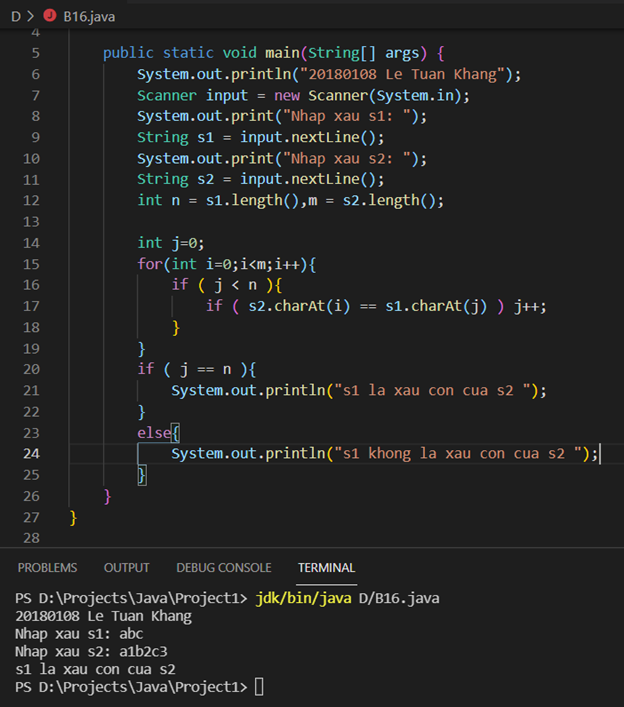 D > B16.java
4
5 public static void main(String[] args) {
6 System.out.println("20180108 Le Tuan Khang");
7 Scanner input = new Scanner(System.in);
8 System.out.print("Nhap xau s1: ");
9 String s1 = input.nextLine();
10 System.out.print("Nhap xau s2: ");
11 String s2 = input.nextLine();
12 int n = s1.length(),m = s2.length();
13
14 int j=0;
15 for(int i=0;i<m;i++){
16 if ( j < n ){
17 if ( s2.charAt(i) == s1.charAt(j) ) j++;
18 }
19 }
20 if ( j == n ){
21 System.out.println("s1 la xau con cua s2 ");
22 }
23 else{
24 System.out.println("s1 khong la xau con cua s2 ");
25 }
26 }
27 }
28
PROBLEMS OUTPUT DEBUG CONSOLE TERMINAL
PS D:\Projects\Java\Project1> jdk/bin/java D/B16.java
20180108 Le Tuan Khang
Nhap xau s1: abc
Nhap xau s2: a1b2c3
s1 la xau con cua s2
PS D:\Projects\Java\Project1>